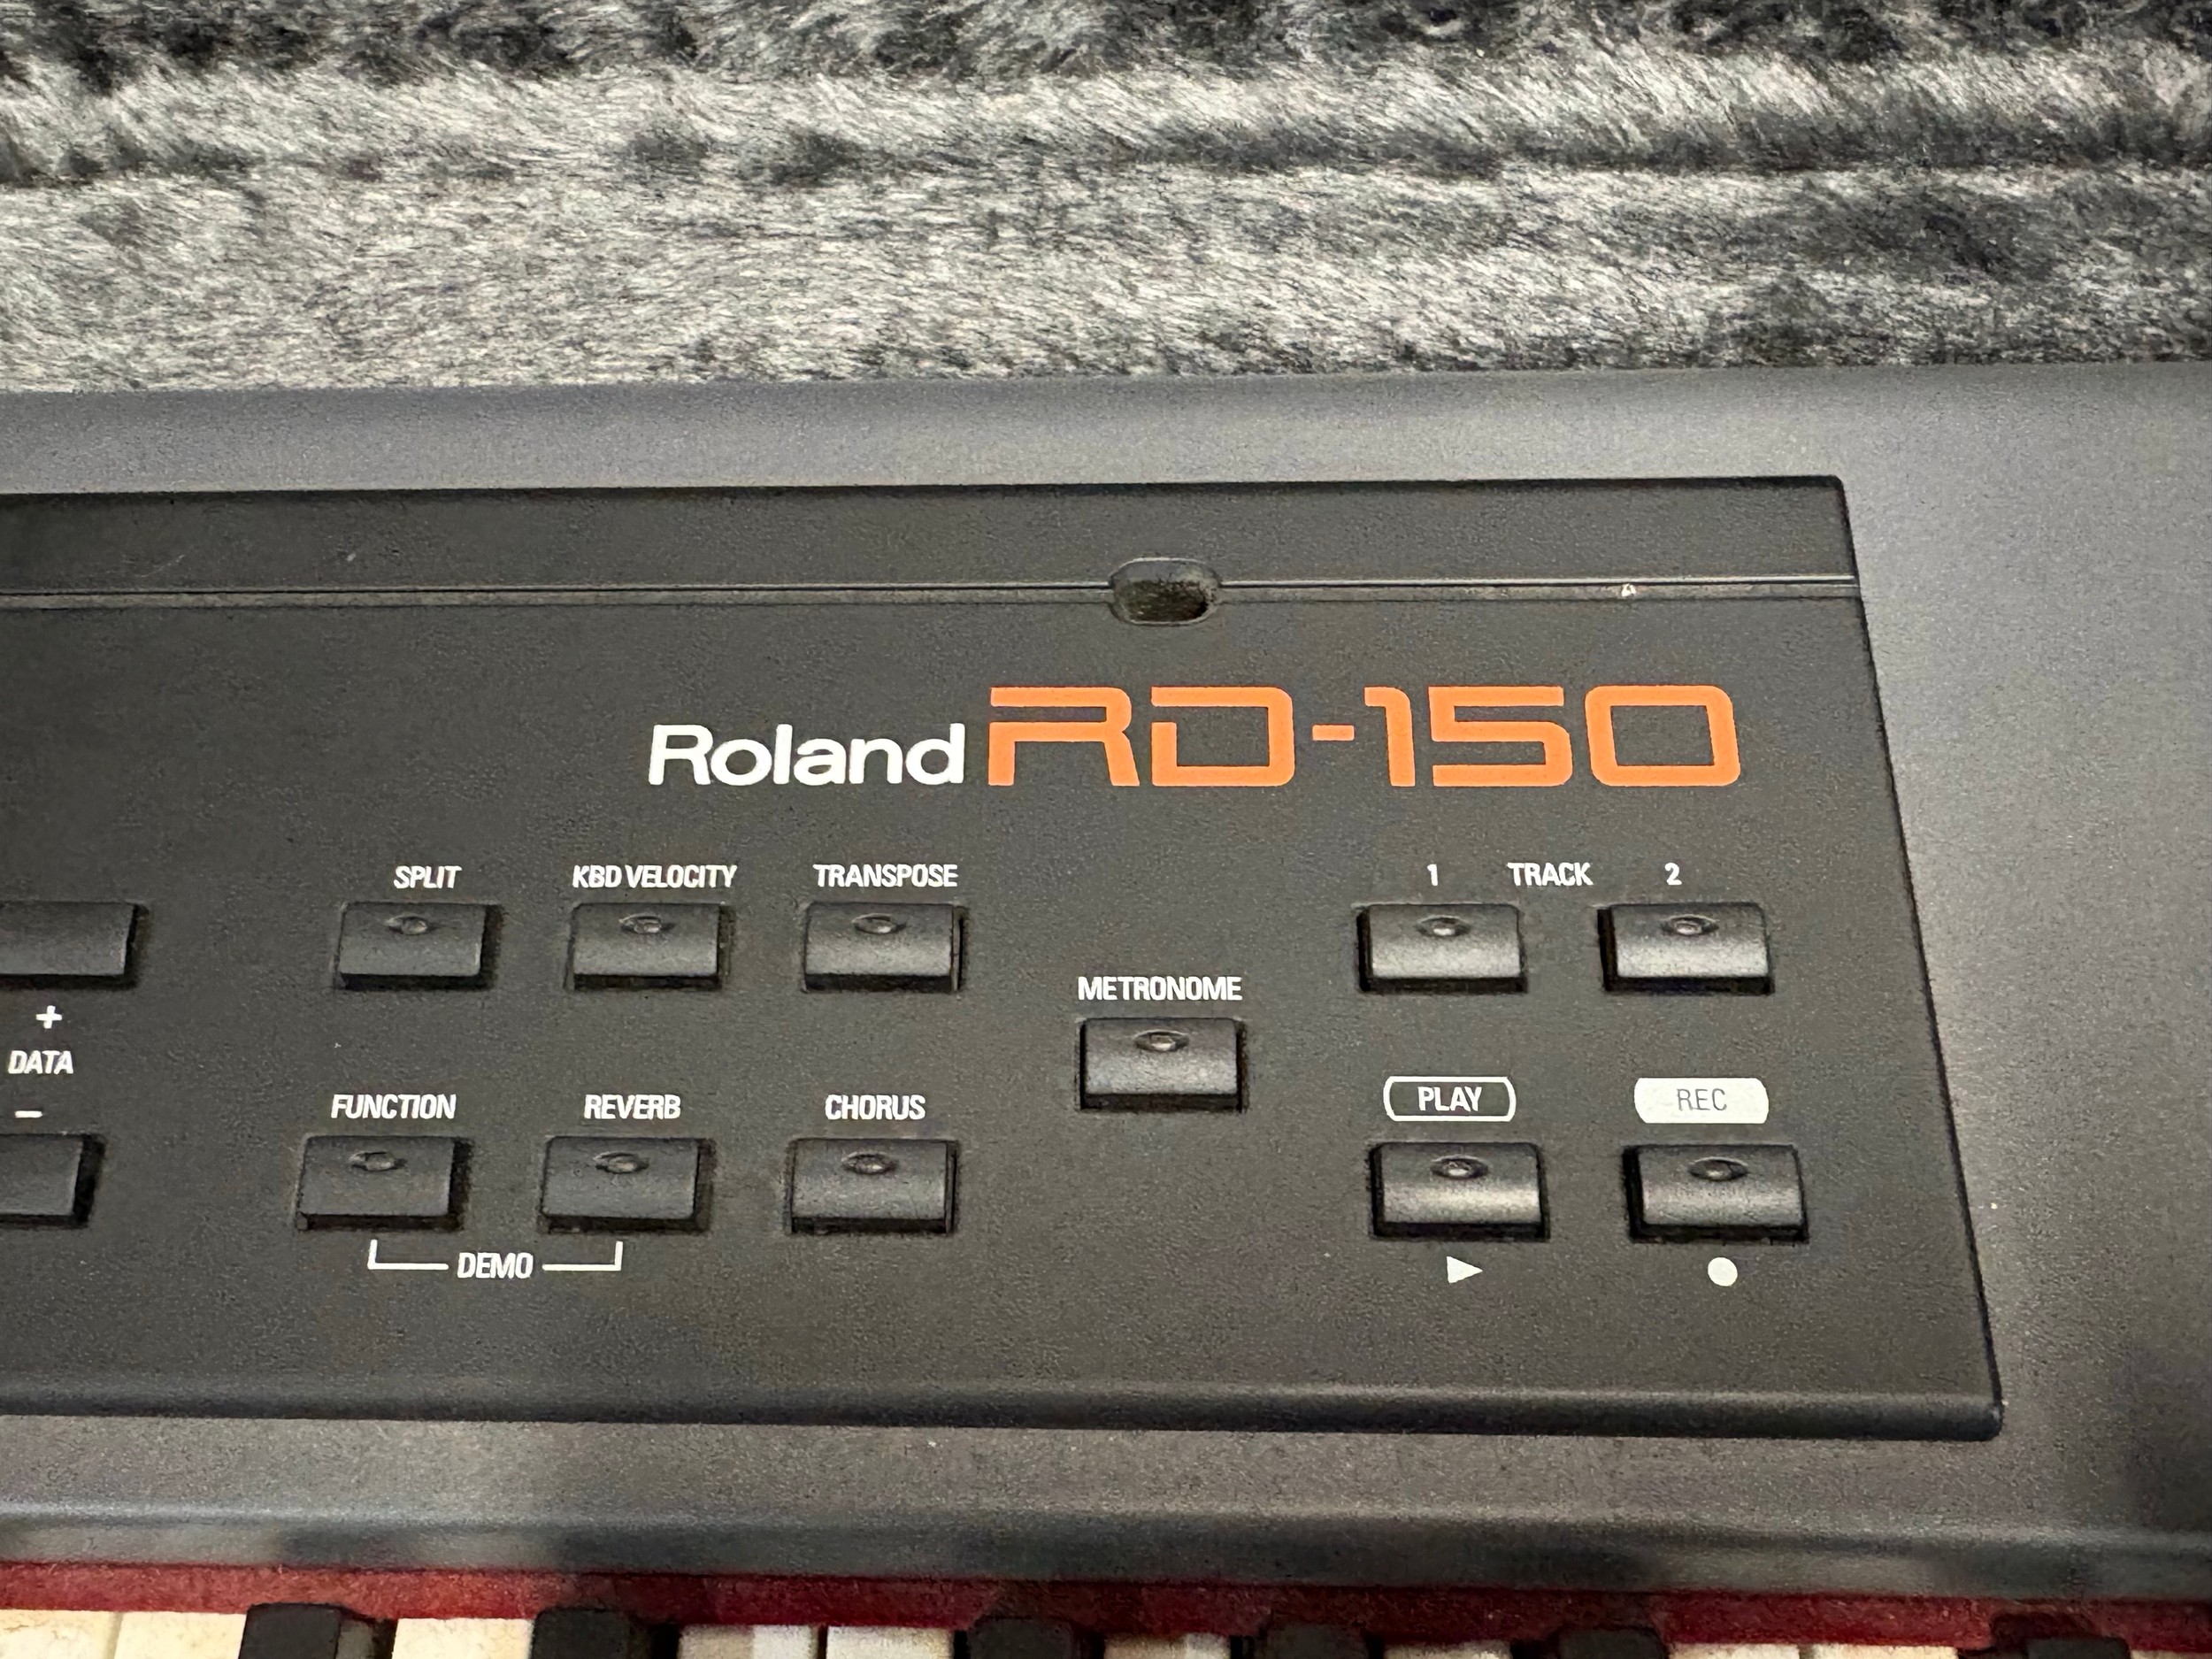 Roland RD-150
SPLIT KBD VELOCITY TRANSPOSE 1 TRACK 2
METRONOME
+
DATA
-
FUNCTION REVERB CHORUS PLAY REC
DEMO